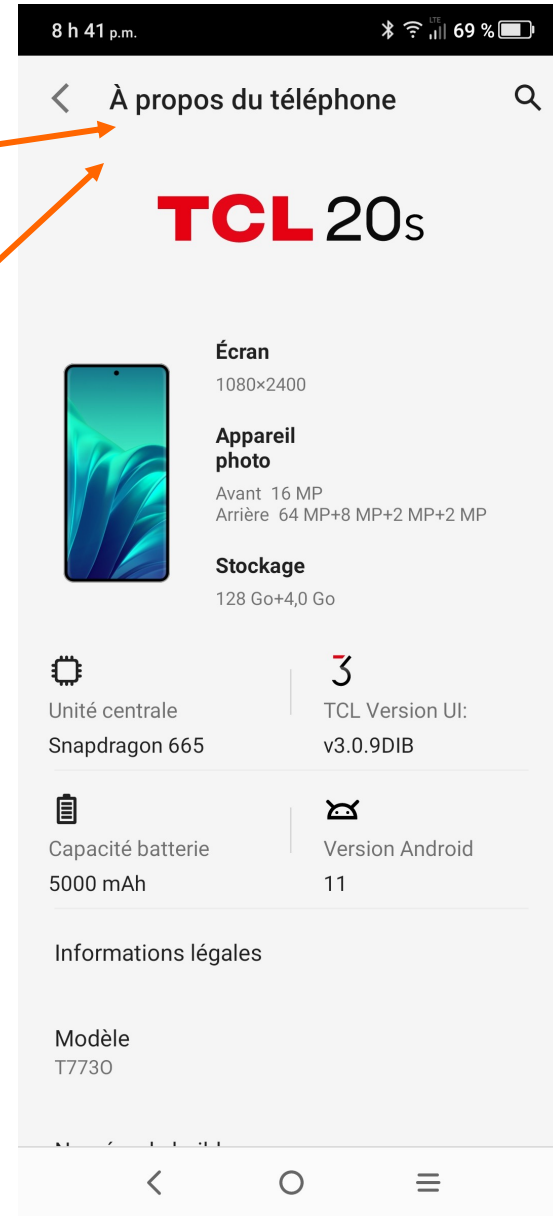 8 h 41 p.m.
LTE 69 %
À propos du téléphone
TCL 20s
Écran
1080×2400
Appareil
photo
Avant 16 MP
Arrière 64 MP+8 MP+2 MP+2 MP
Stockage
128 Go+4,0 Go
3
Unité centrale
TCL Version UI:
Snapdragon 665
v3.0.9DIB
Capacité batterie
Version Android
5000 mAh
11
Informations légales
Modèle
T773O